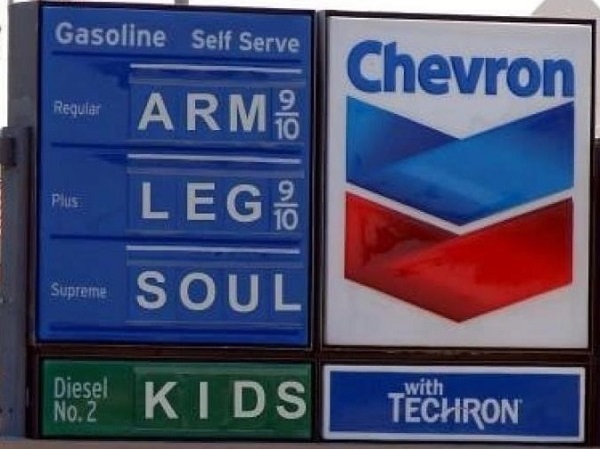 Gasoline Self Serve
Regular ARM 9/10
Plus LEG 9/10
Supreme SOUL
Diesel No. 2 KIDS
Chevron
with
TECHRON